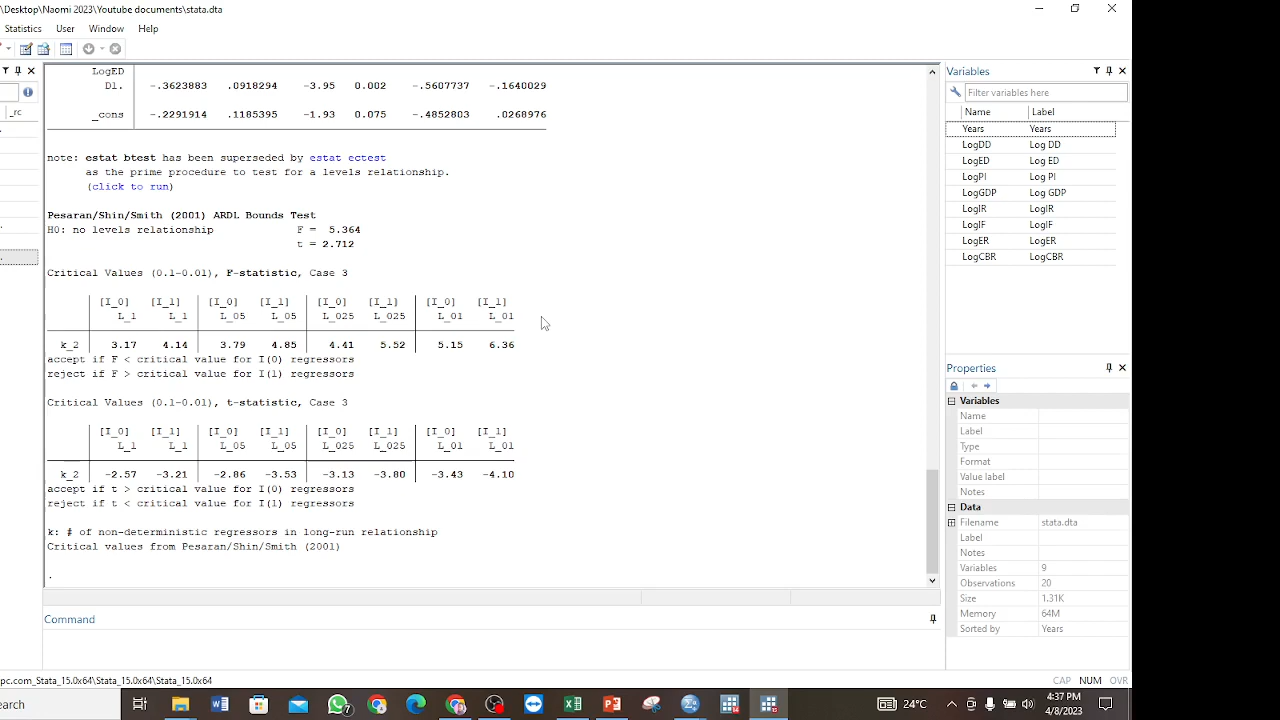 \Desktop\Naomi 2023\Youtube documents\stata.dta
Statistics User Window Help
LogED
D1. -.3623883 .0918294 -3.95 0.002 -.5607737 -.1640029
_cons -.2291914 .1185395 -1.93 0.075 -.4852803 .0268976
note: estat btest has been superseded by estat ectest
as the prime procedure to test for a levels relationship.
(click to run)
Pesaran/Shin/Smith (2001) ARDL Bounds Test
H0: no levels relationship F = 5.364
t = 2.712
Critical Values (0.1-0.01), F-statistic, Case 3
[I_0] [I_1] [I_0] [I_1] [I_0] [I_1] [I_0] [I_1]
L_1 L_1 L_05 L_05 L_025 L_025 L_01 L_01
k_2 3.17 4.14 3.79 4.85 4.41 5.52 5.15 6.36
accept if F < critical value for I(0) regressors
reject if F > critical value for I(1) regressors
Critical Values (0.1-0.01), t-statistic, Case 3
[I_0] [I_1] [I_0] [I_1] [I_0] [I_1] [I_0] [I_1]
L_1 L_1 L_05 L_05 L_025 L_025 L_01 L_01
k_2 -2.57 -3.21 -2.86 -3.53 -3.13 -3.80 -3.43 -4.10
accept if t > critical value for I(0) regressors
reject if t < critical value for I(1) regressors
k: # of non-deterministic regressors in long-run relationship
Critical values from Pesaran/Shin/Smith (2001)
.
_rc
Command
Variables
Filter variables here
Name Label
Years Years
LogDD Log DD
LogED Log ED
LogPI Log PI
LogGDP Log GDP
LogIR LogIR
LogIF LogIF
LogER LogER
LogCBR LogCBR
Properties
Variables
Name
Label
Type
Format
Value label
Notes
Data
Filename stata.dta
Label
Notes
Variables 9
Observations 20
Size 1.31K
Memory 64M
Sorted by Years
pc.com_Stata_15.0x64\Stata_15.0x64\Stata_15.0x64
CAP NUM OVR
earch
24°C
4:37 PM
4/8/2023